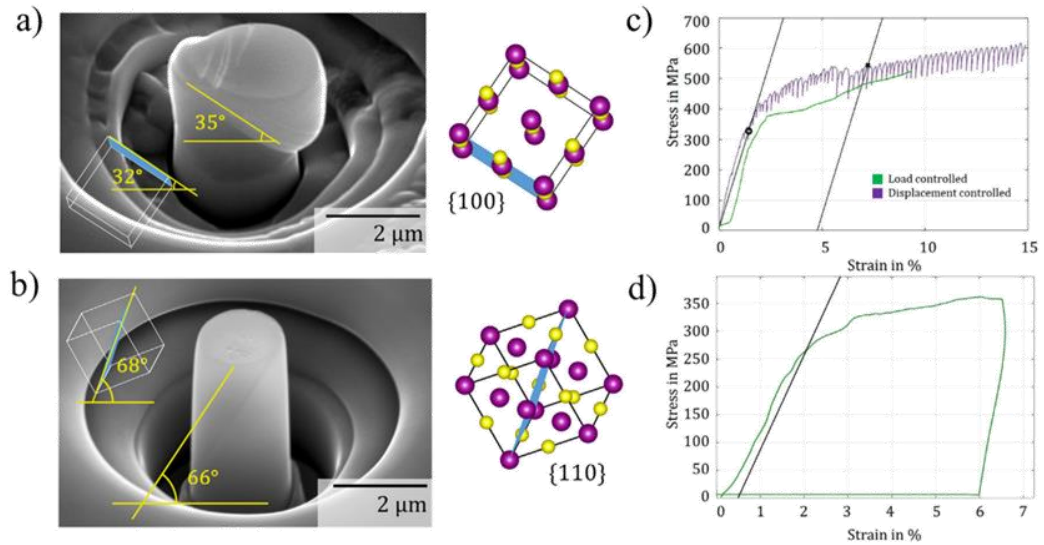 a)
35°
32°
2 μm
{100}
b)
68°
66°
2 μm
{110}
c)
Stress in MPa
700
600
500
400
300
200
100
0
Load controlled
Displacement controlled
0
5
10
15
Strain in %
d)
Stress in MPa
350
300
250
200
150
100
50
0
0
1
2
3
4
5
6
7
Strain in %